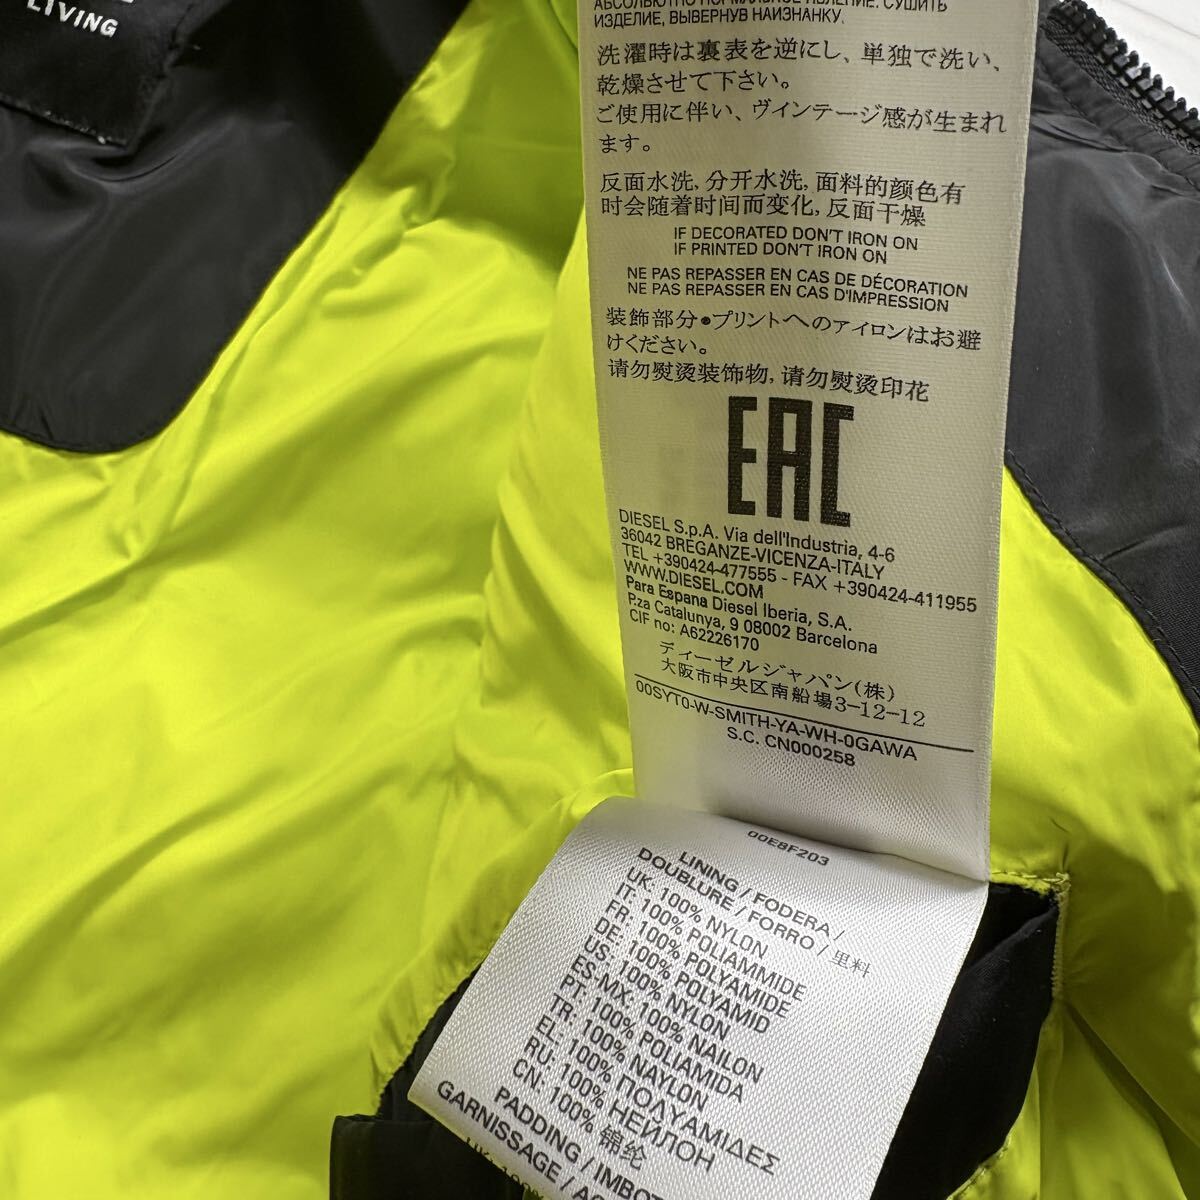 LIVING
АБСОЛЮТНО НОРМАЛЬНОЕ ЯВЛЕНИЕ. СУШИТЬ
ИЗДЕЛИЕ, ВЫВЕРНУВ НАИЗНАНКУ.
洗濯時は裏表を逆にし、単独で洗い、
乾燥させて下さい。
ご使用に伴い、ヴインテージ感が生まれ
ます。
反面水洗, 分开水洗, 面料的颜色有
时会随着时间而变化, 反面干燥
IF DECORATED DON'T IRON ON
IF PRINTED DON'T IRON ON
NE PAS REPASSER EN CAS DE DÉCORATION
NE PAS REPASSER EN CAS D'IMPRESSION
装飾部分●プリントへのアイロンはお避
けください。
请勿熨烫装饰物, 请勿熨烫印花
EAC
DIESEL S.p.A. Via dell'Industria, 4-6
36042 BREGANZE-VICENZA-ITALY
TEL +390424-477555 - FAX +390424-411955
WWW.DIESEL.COM
Para Espana Diesel Iberia, S.A.
P.za Catalunya, 9 08002 Barcelona
CIF no: A62226170
ディーゼルジャパン(株)
大阪市中央区南船場3-12-12
00SYT0-W-SMITH-YA-WH-0GAWA
S.C. CN000258
00E8F203
LINING / FODERA /
DOUBLURE / FORRO / 里料
UK: 100% NYLON
IT: 100% POLIAMMIDE
FR: 100% POLYAMIDE
DE: 100% POLYAMID
US: 100% NYLON
ES-MX: 100% NAILON
PT: 100% POLIAMIDA
TR: 100% NAYLON
EL: 100% ΠΟΛΥΑΜΙΔΕΣ
RU: 100% НЕЙЛОН
CN: 100% 锦纶
PADDING / IMBOT
GARNISSAGE /